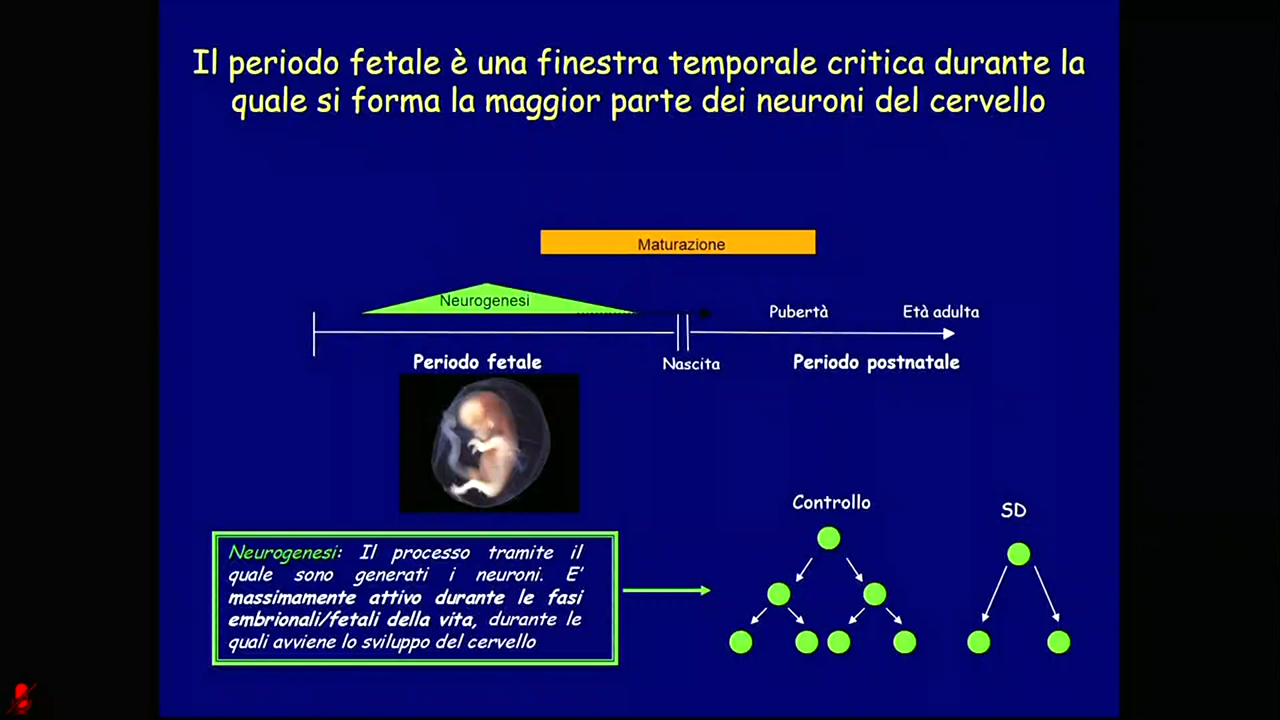 Il periodo fetale è una finestra temporale critica durante la
quale si forma la maggior parte dei neuroni del cervello
Maturazione
Neurogenesi
Pubertà
Età adulta
Periodo fetale
Nascita
Periodo postnatale
Controllo
SD
Neurogenesi: Il processo tramite il
quale sono generati i neuroni. E’
massimamente attivo durante le fasi
embrionali/fetali della vita, durante le
quali avviene lo sviluppo del cervello